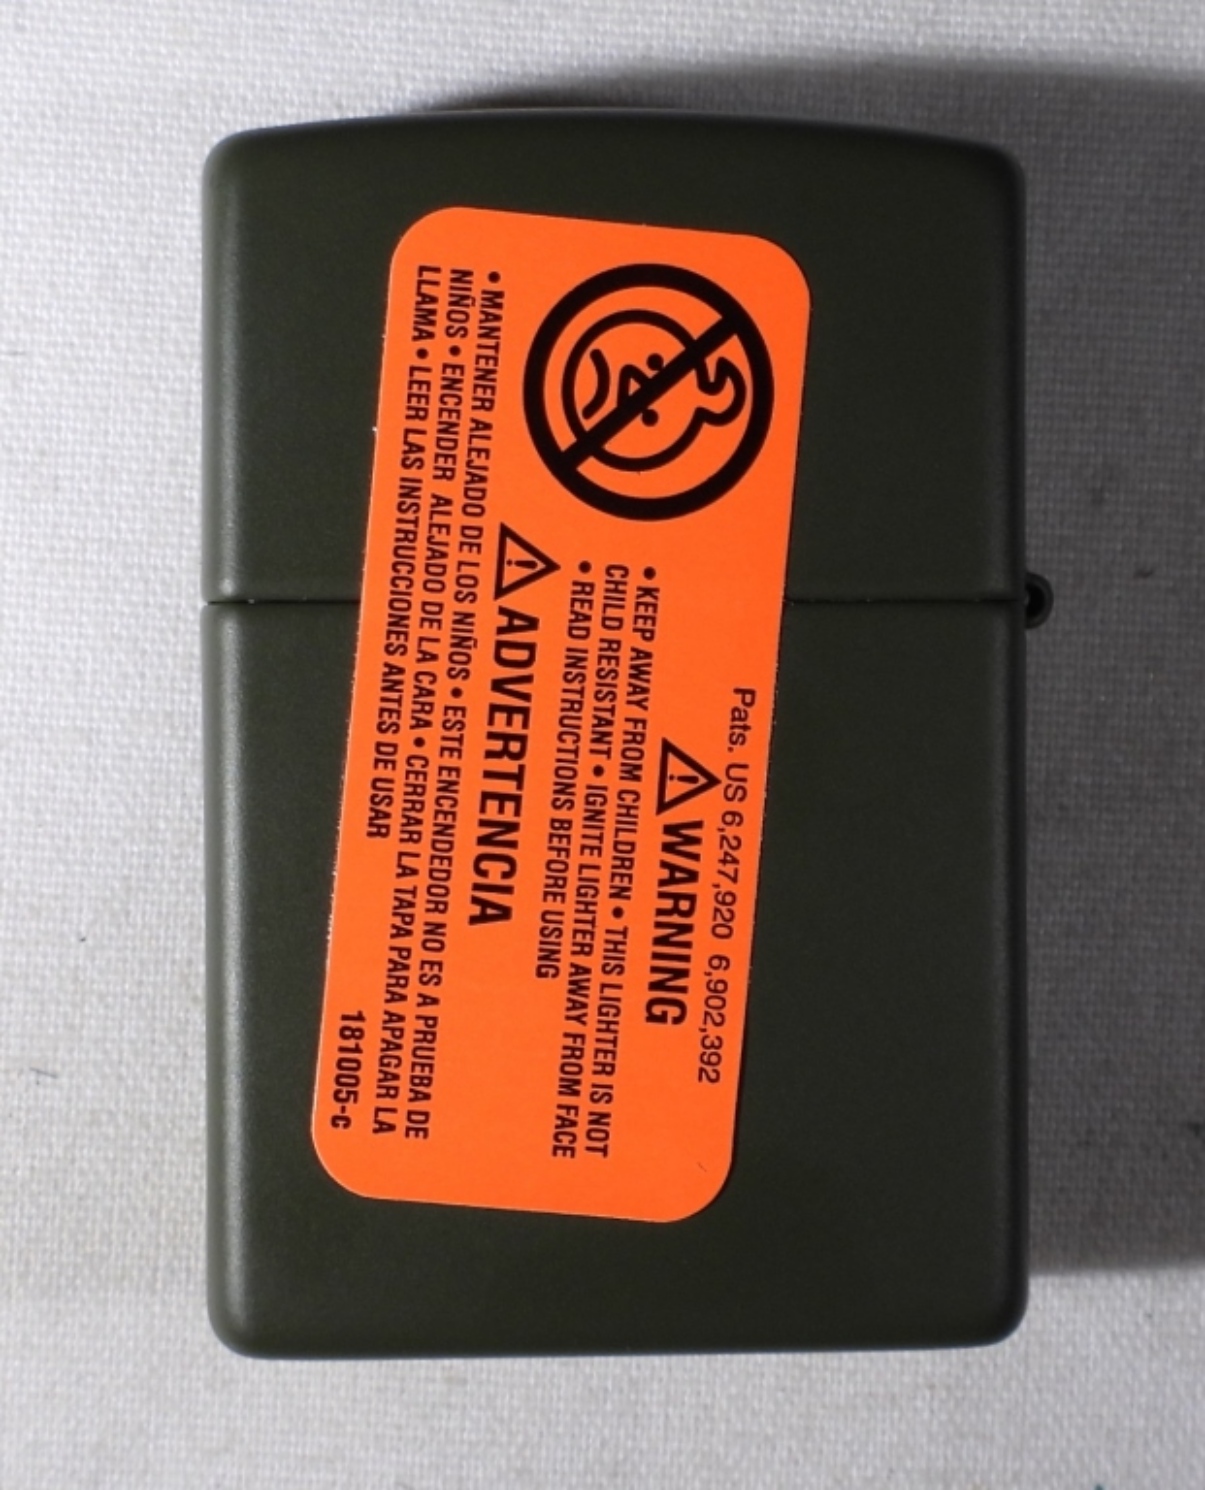 Pats. US 6,247,920 6,902,392
WARNING
• KEEP AWAY FROM CHILDREN • THIS LIGHTER IS NOT
CHILD RESISTANT • IGNITE LIGHTER AWAY FROM FACE
• READ INSTRUCTIONS BEFORE USING
ADVERTENCIA
• MANTENER ALEJADO DE LOS NIÑOS • ESTE ENCENDEDOR NO ES A PRUEBA DE
NIÑOS • ENCENDER ALEJADO DE LA CARA • CERRAR LA TAPA PARA APAGAR LA
LLAMA • LEER LAS INSTRUCCIONES ANTES DE USAR
181005-c